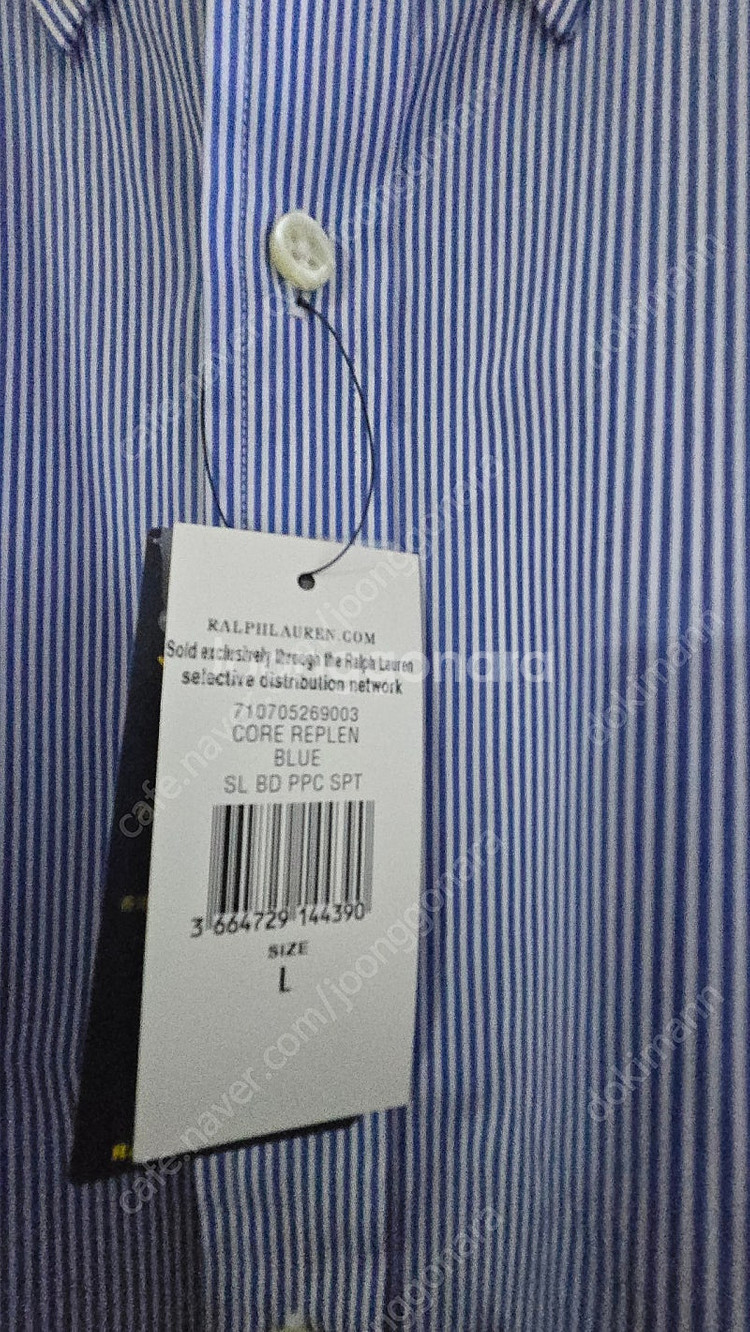 RALPHLAUREN.COM
Sold exclusively through the Ralph Lauren
selective distribution network
710705269003
CORE REPLEN
BLUE
SL BD PPC SPT
3 664729 144390
SIZE
L
joonggonara
cafe.naver.com/joonggonara
dokimann